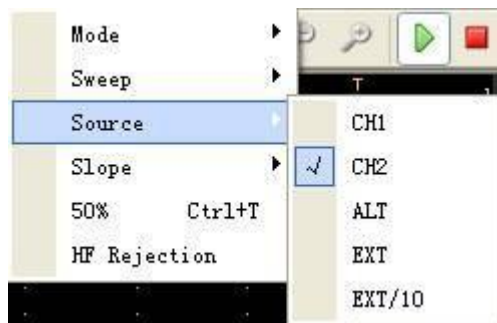 Mode
Sweep
T
Source
CH1
Slope
CH2
50% Ctrl+T
ALT
HF Rejection
EXT
EXT/10